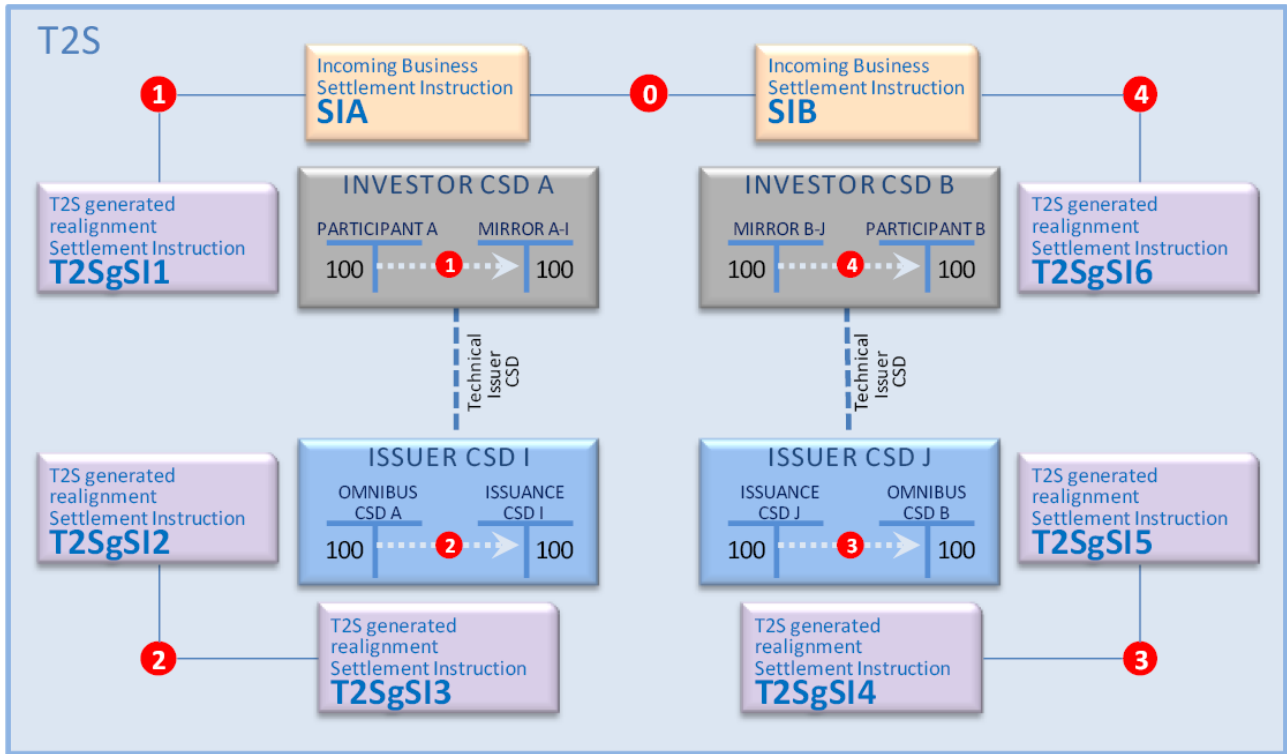 T2S
Incoming Business
Settlement Instruction
SIA
Incoming Business
Settlement Instruction
SIB
1
0
4
T2S generated
realignment
Settlement Instruction
T2SgSI1
INVESTOR CSD A
PARTICIPANT A
MIRROR A-I
100
1
100
INVESTOR CSD B
MIRROR B-J
PARTICIPANT B
100
4
100
T2S generated
realignment
Settlement Instruction
T2SgSI6
Technical
Issuer
CSD
Technical
Issuer
CSD
T2S generated
realignment
Settlement Instruction
T2SgSI2
ISSUER CSD I
OMNIBUS
CSD A
ISSUANCE
CSD I
100
2
100
ISSUER CSD J
ISSUANCE
CSD J
OMNIBUS
CSD B
100
3
100
T2S generated
realignment
Settlement Instruction
T2SgSI5
2
T2S generated
realignment
Settlement Instruction
T2SgSI3
T2S generated
realignment
Settlement Instruction
T2SgSI4
3